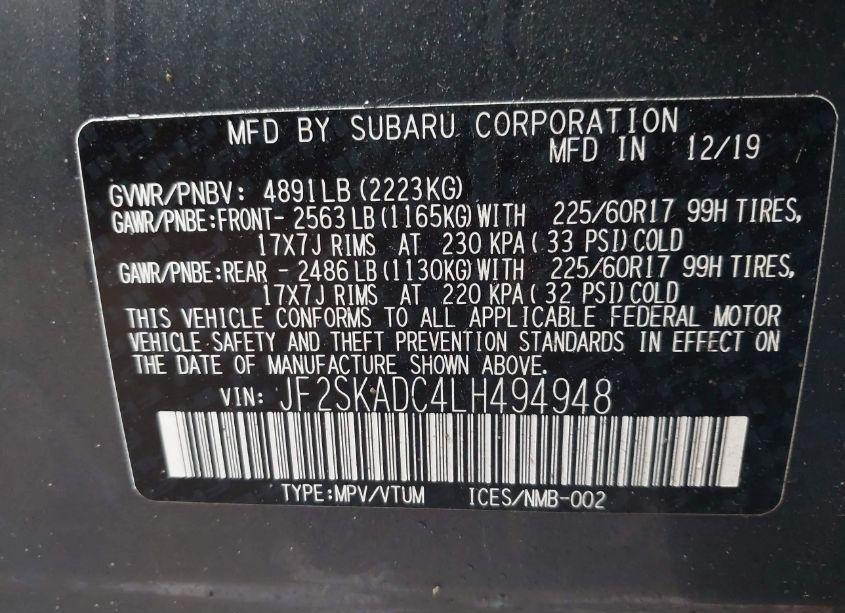 MFD BY SUBARU CORPORATION
MFD IN 12/19
GVWR/PNBV: 4891LB (2223KG)
GAWR/PNBE:FRONT- 2563LB (1165KG) WITH 225/60R17 99H TIRES,
17X7J RIMS AT 230 KPA( 33 PSI) COLD
GAWR/PNBE:REAR - 2486LB (1130KG) WITH 225/60R17 99H TIRES,
17X7J RIMS AT 220 KPA( 32 PSI) COLD
THIS VEHICLE CONFORMS TO ALL APPLICABLE FEDERAL MOTOR
VEHICLE SAFETY AND THEFT PREVENTION STANDARDS IN EFFECT ON
THE DATE OF MANUFACTURE SHOWN ABOVE.
VIN: JF2SKADC4LH494948
TYPE:MPV/VTUM ICES/NMB-002